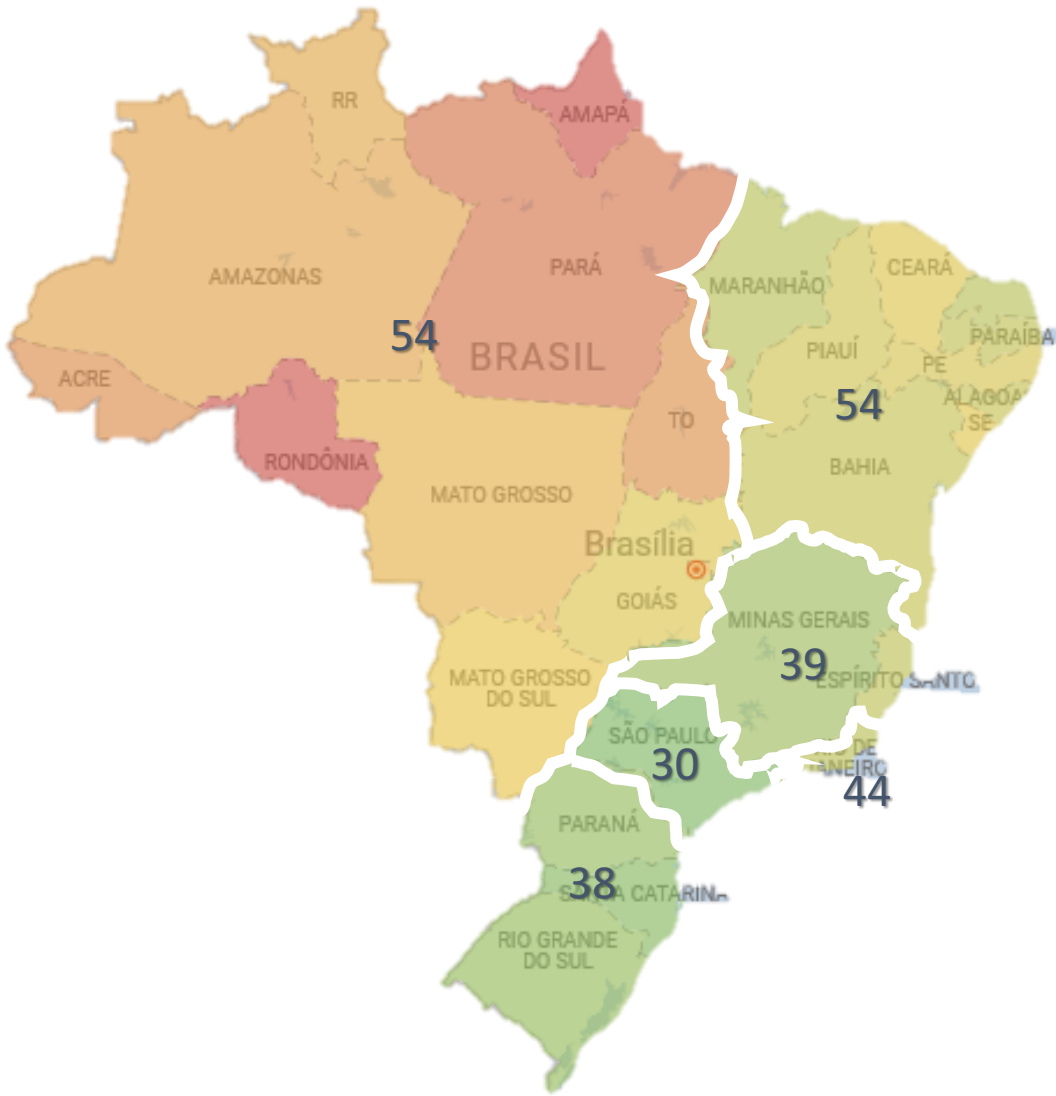 RR
AMAPÁ
AMAZONAS
PARÁ
MARANHÃO
CEARÁ
54
BRASIL
PIAUÍ
PARAÍBA
PE
ACRE
TO
54
ALAGOA
SE
RONDÔNIA
MATO GROSSO
BAHIA
Brasília
GOIÁS
MINAS GERAIS
39
ESPÍRITO SANTO
MATO GROSSO
DO SUL
SÃO PAULO
30
DE
44
PARANÁ
38
CATARINA
RIO GRANDE
DO SUL